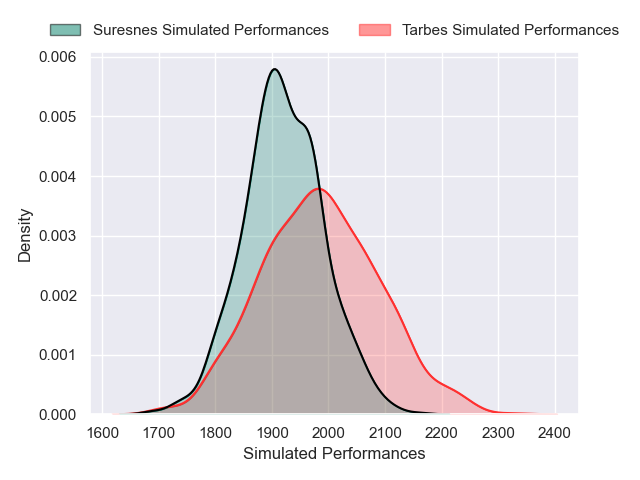 Suresnes Simulated Performances
Tarbes Simulated Performances
0.006
0.005
0.004
0.003
0.002
0.001
0.000
Density
1600 1700 1800 1900 2000 2100 2200 2300 2400
Simulated Performances